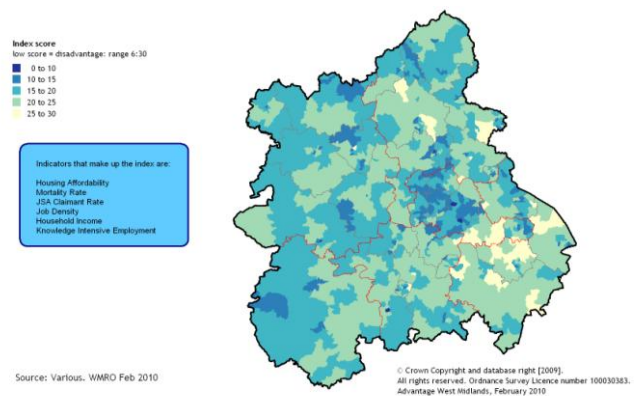 Index score
low score = disadvantage: range 6:30
0 to 10
10 to 15
15 to 20
20 to 25
25 to 30
Indicators that make up the index are:
Housing Affordability
Mortality Rate
JSA Claimant Rate
Job Density
Household Income
Knowledge Intensive Employment
Source: Various. WMRO Feb 2010
© Crown Copyright and database right [2009].
All rights reserved. Ordnance Survey Licence number 100030383.
Advantage West Midlands, February 2010